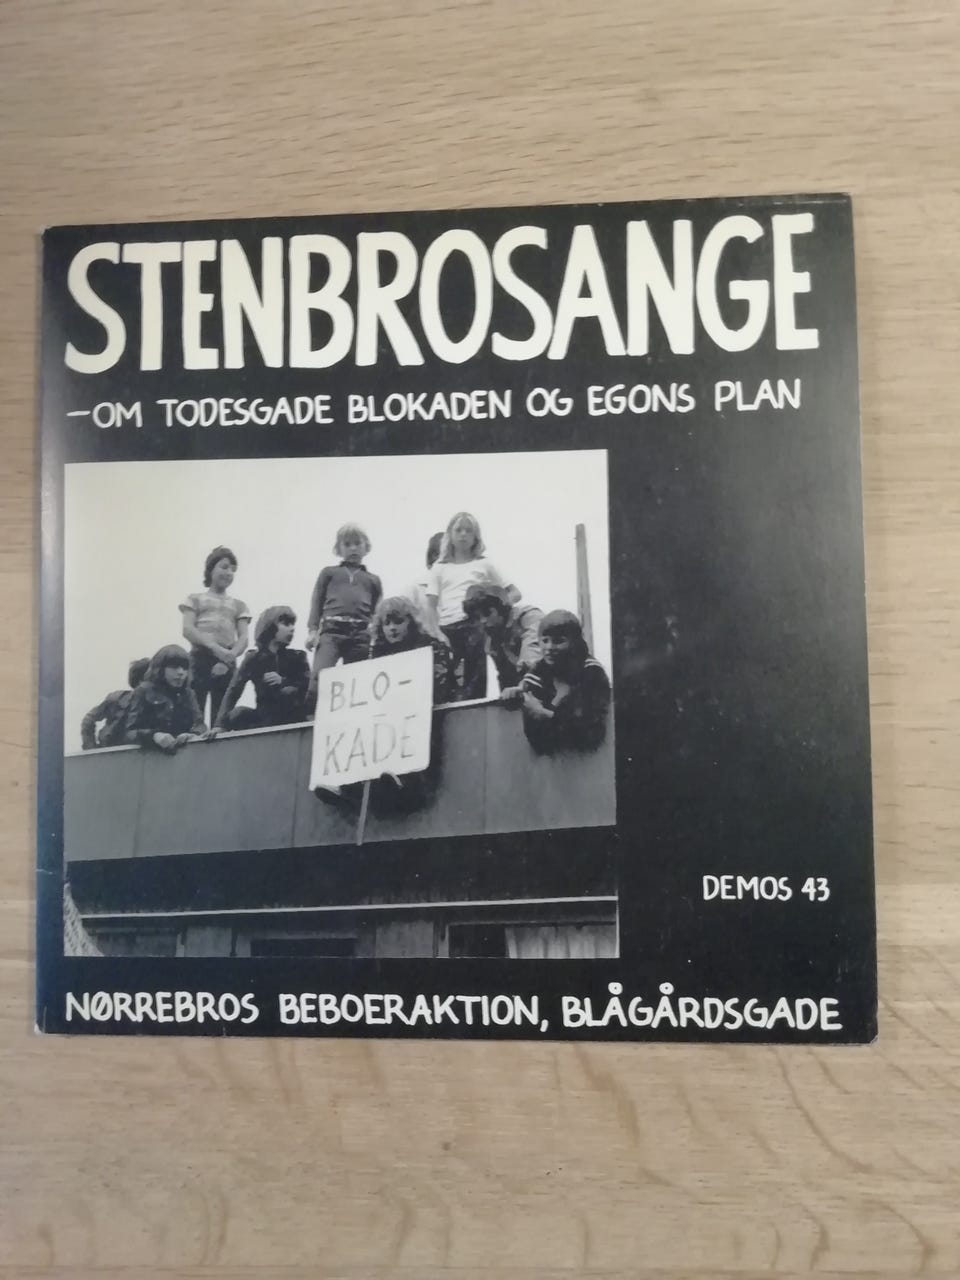 STENBROSANGE
–OM TODESGADE BLOKADEN OG EGONS PLAN
BLO–
KADE
DEMOS 43
NØRREBROS BEBOERAKTION, BLÅGÅRDSGADE